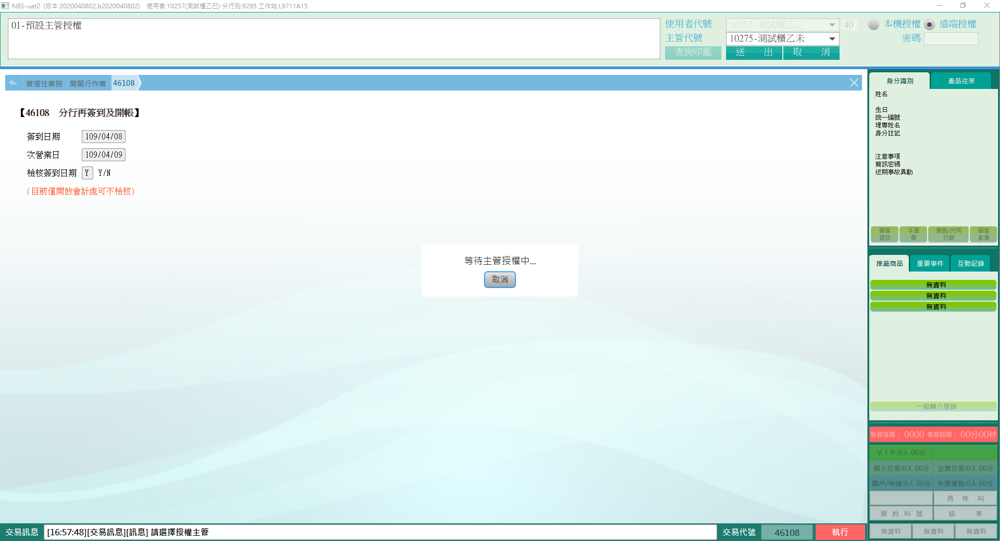 NBS-uat2 (版本:2020040802.b2020040802) 使用者:10257(測試櫃乙巳) 分行別:9295 工作站:L9711A15
01-預設主管授權
使用者代號 10257-測試櫃乙巳 40 本機授權 遠端授權
主管代號 10275-測試櫃乙未 密碼
查詢印鑑 送 出 取 消
管理性業務 開關行作業 46108
【46108 分行再簽到及開帳】
簽到日期 109/04/08
次營業日 109/04/09
檢核簽到日期 Y Y/N
(目前僅開放會計處可不檢核)
等待主管授權中...
取消
身分識別 產品往來
姓名
生日
統一編號
理專姓名
身分註記
注意事項
簡訊密碼
近期事故異動
顧客資訊 手續費 通路/共同行銷 顧客影像
推薦商品 重要事件 互動記錄
無資料
無資料
無資料
一般轉介登錄
服務號碼： 0000 等候時間： 00分00秒
ＶＩＰ:0人 00分
個人交易:0人 00分 企業交易:0人 00分
開戶/申請:0人 00分 外匯業務:0人 00分
再 呼 叫
預 約 叫 號 結 束
無資料 無資料 無資料
交易訊息 [16:57:48][交易訊息][訊息] 請選擇授權主管 交易代號 46108 執行